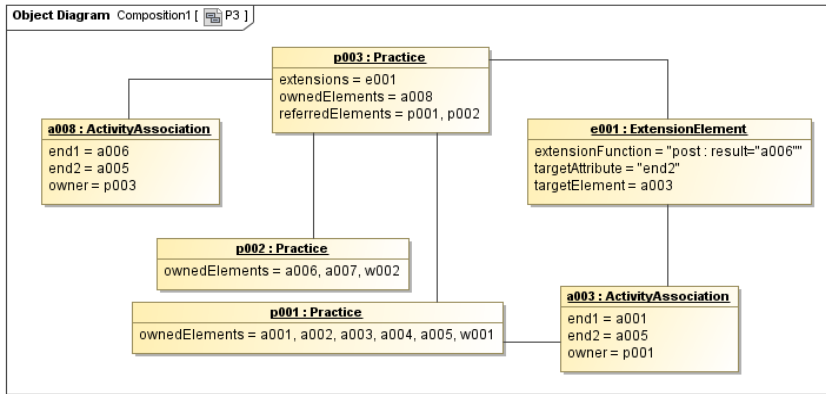 Object Diagram Composition1 [ P3 ]
p003 : Practice
extensions = e001
ownedElements = a008
referredElements = p001, p002
a008 : ActivityAssociation
end1 = a006
end2 = a005
owner = p003
e001 : ExtensionElement
extensionFunction = "post : result="a006""
targetAttribute = "end2"
targetElement = a003
p002 : Practice
ownedElements = a006, a007, w002
p001 : Practice
ownedElements = a001, a002, a003, a004, a005, w001
a003 : ActivityAssociation
end1 = a001
end2 = a005
owner = p001